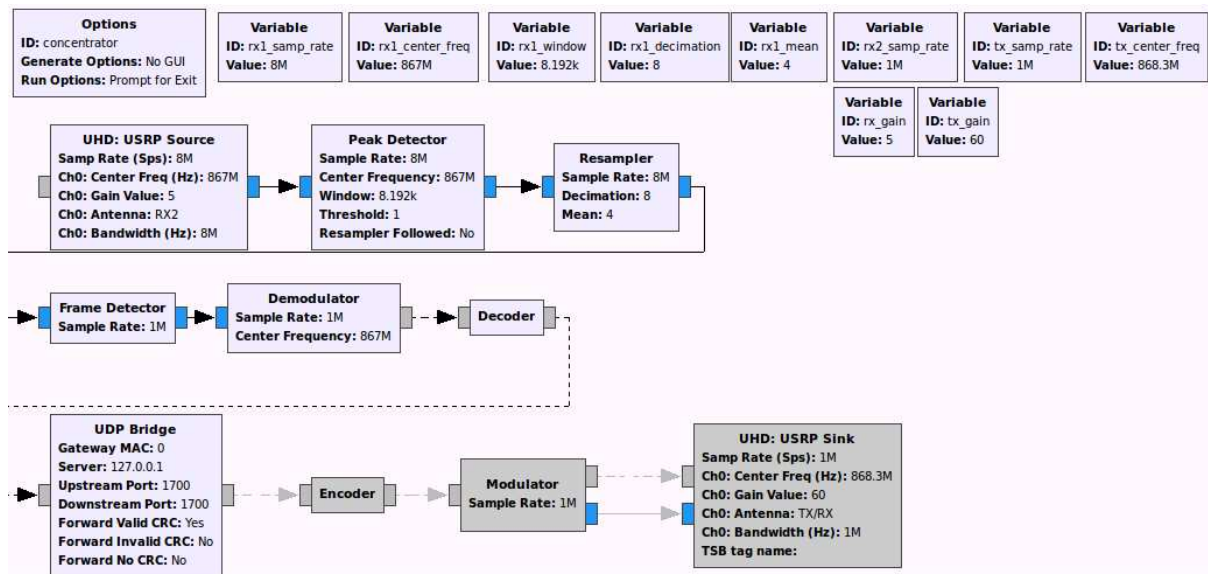 Options
ID: concentrator
Generate Options: No GUI
Run Options: Prompt for Exit
Variable
ID: rx1_samp_rate
Value: 8M
Variable
ID: rx1_center_freq
Value: 867M
Variable
ID: rx1_window
Value: 8.192k
Variable
ID: rx1_decimation
Value: 8
Variable
ID: rx1_mean
Value: 4
Variable
ID: rx2_samp_rate
Value: 1M
Variable
ID: tx_samp_rate
Value: 1M
Variable
ID: tx_center_freq
Value: 868.3M
Variable
ID: rx_gain
Value: 5
Variable
ID: tx_gain
Value: 60
UHD: USRP Source
Samp Rate (Sps): 8M
Ch0: Center Freq (Hz): 867M
Ch0: Gain Value: 5
Ch0: Antenna: RX2
Ch0: Bandwidth (Hz): 8M
Peak Detector
Sample Rate: 8M
Center Frequency: 867M
Window: 8.192k
Threshold: 1
Resampler Followed: No
Resampler
Sample Rate: 8M
Decimation: 8
Mean: 4
Frame Detector
Sample Rate: 1M
Demodulator
Sample Rate: 1M
Center Frequency: 867M
Decoder
UDP Bridge
Gateway MAC: 0
Server: 127.0.0.1
Upstream Port: 1700
Downstream Port: 1700
Forward Valid CRC: Yes
Forward Invalid CRC: No
Forward No CRC: No
Encoder
Modulator
Sample Rate: 1M
UHD: USRP Sink
Samp Rate (Sps): 1M
Ch0: Center Freq (Hz): 868.3M
Ch0: Gain Value: 60
Ch0: Antenna: TX/RX
Ch0: Bandwidth (Hz): 1M
TSB tag name: